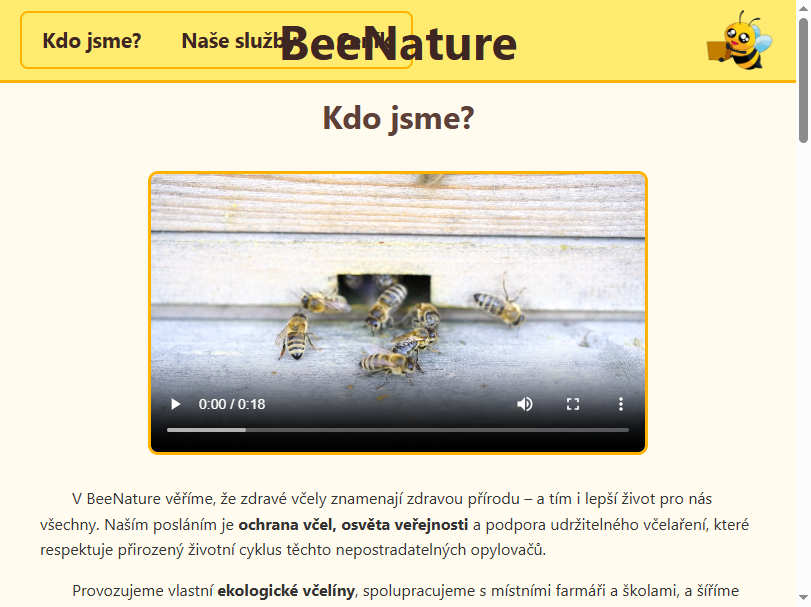 Kdo jsme?
Naše služby
BeeNature
Kdo jsme?
0:00 / 0:18
V BeeNature věříme, že zdravé včely znamenají zdravou přírodu – a tím i lepší život pro nás
všechny. Naším posláním je ochrana včel, osvěta veřejnosti a podpora udržitelného včelaření, které
respektuje přirozený životní cyklus těchto nepostradatelných opylovačů.
Provozujeme vlastní ekologické včelíny, spolupracujeme s místními farmáři a školami, a šíříme